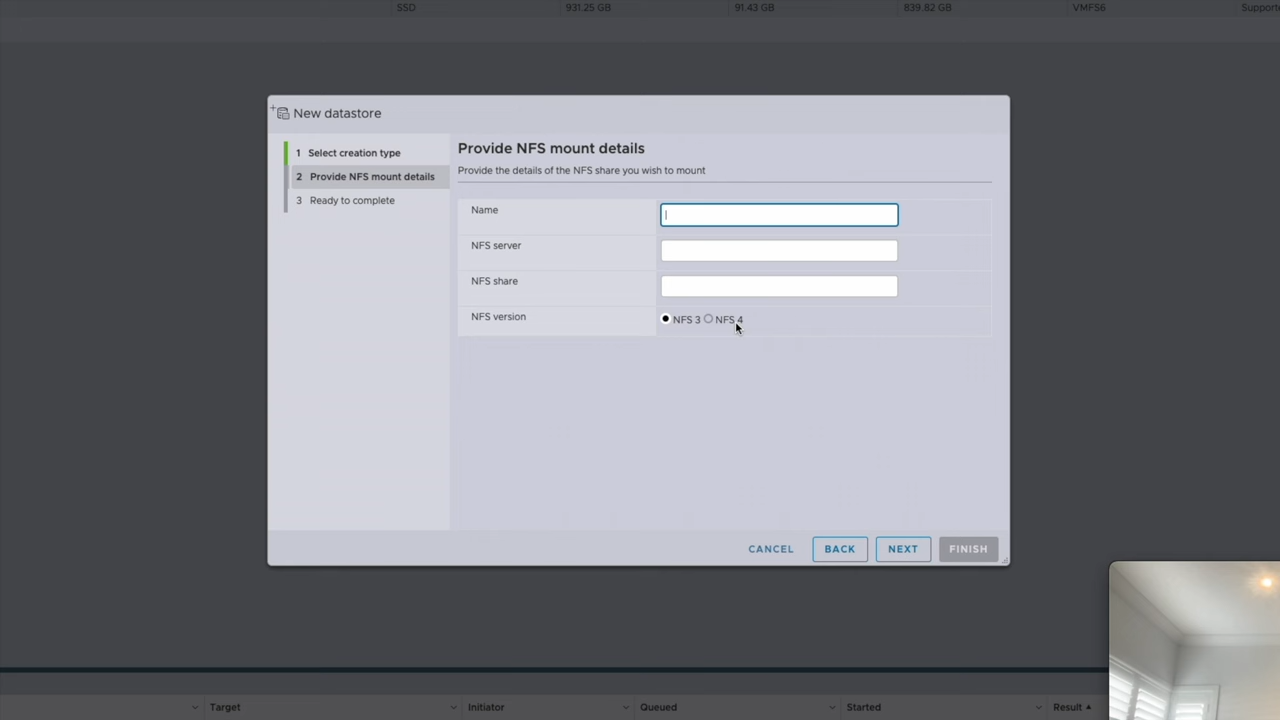 SSD 931.25 GB 91.43 GB 839.82 GB VMFS6
New datastore
1 Select creation type
2 Provide NFS mount details
3 Ready to complete
Provide NFS mount details
Provide the details of the NFS share you wish to mount
Name
NFS server
NFS share
NFS version NFS 3 NFS 4
CANCEL BACK NEXT FINISH
Target Initiator Queued Started Result